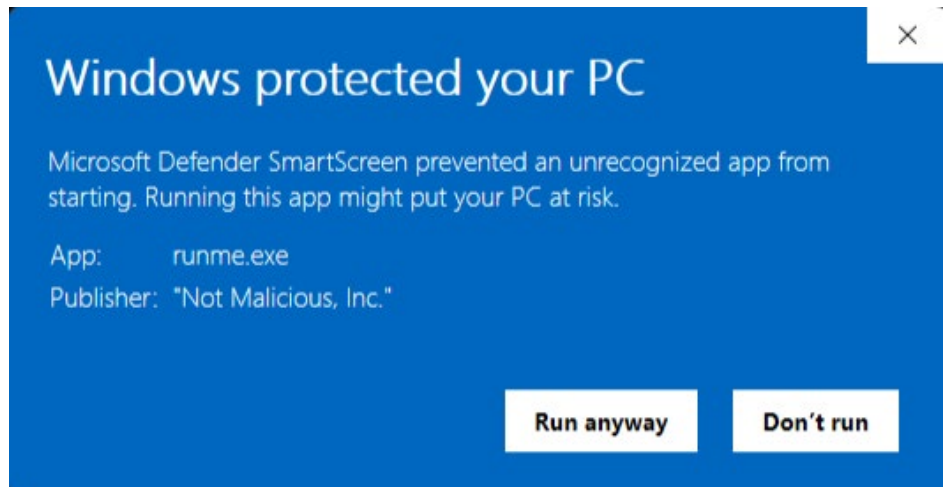 Windows protected your PC
Microsoft Defender SmartScreen prevented an unrecognized app from
starting. Running this app might put your PC at risk.
App: runme.exe
Publisher: "Not Malicious, Inc."
Run anyway Don't run